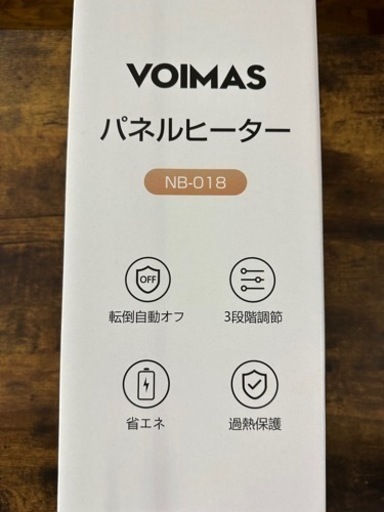 VOIMAS
パネルヒーター
NB-018
OFF
転倒自動オフ
3段階調節
省エネ
過熱保護